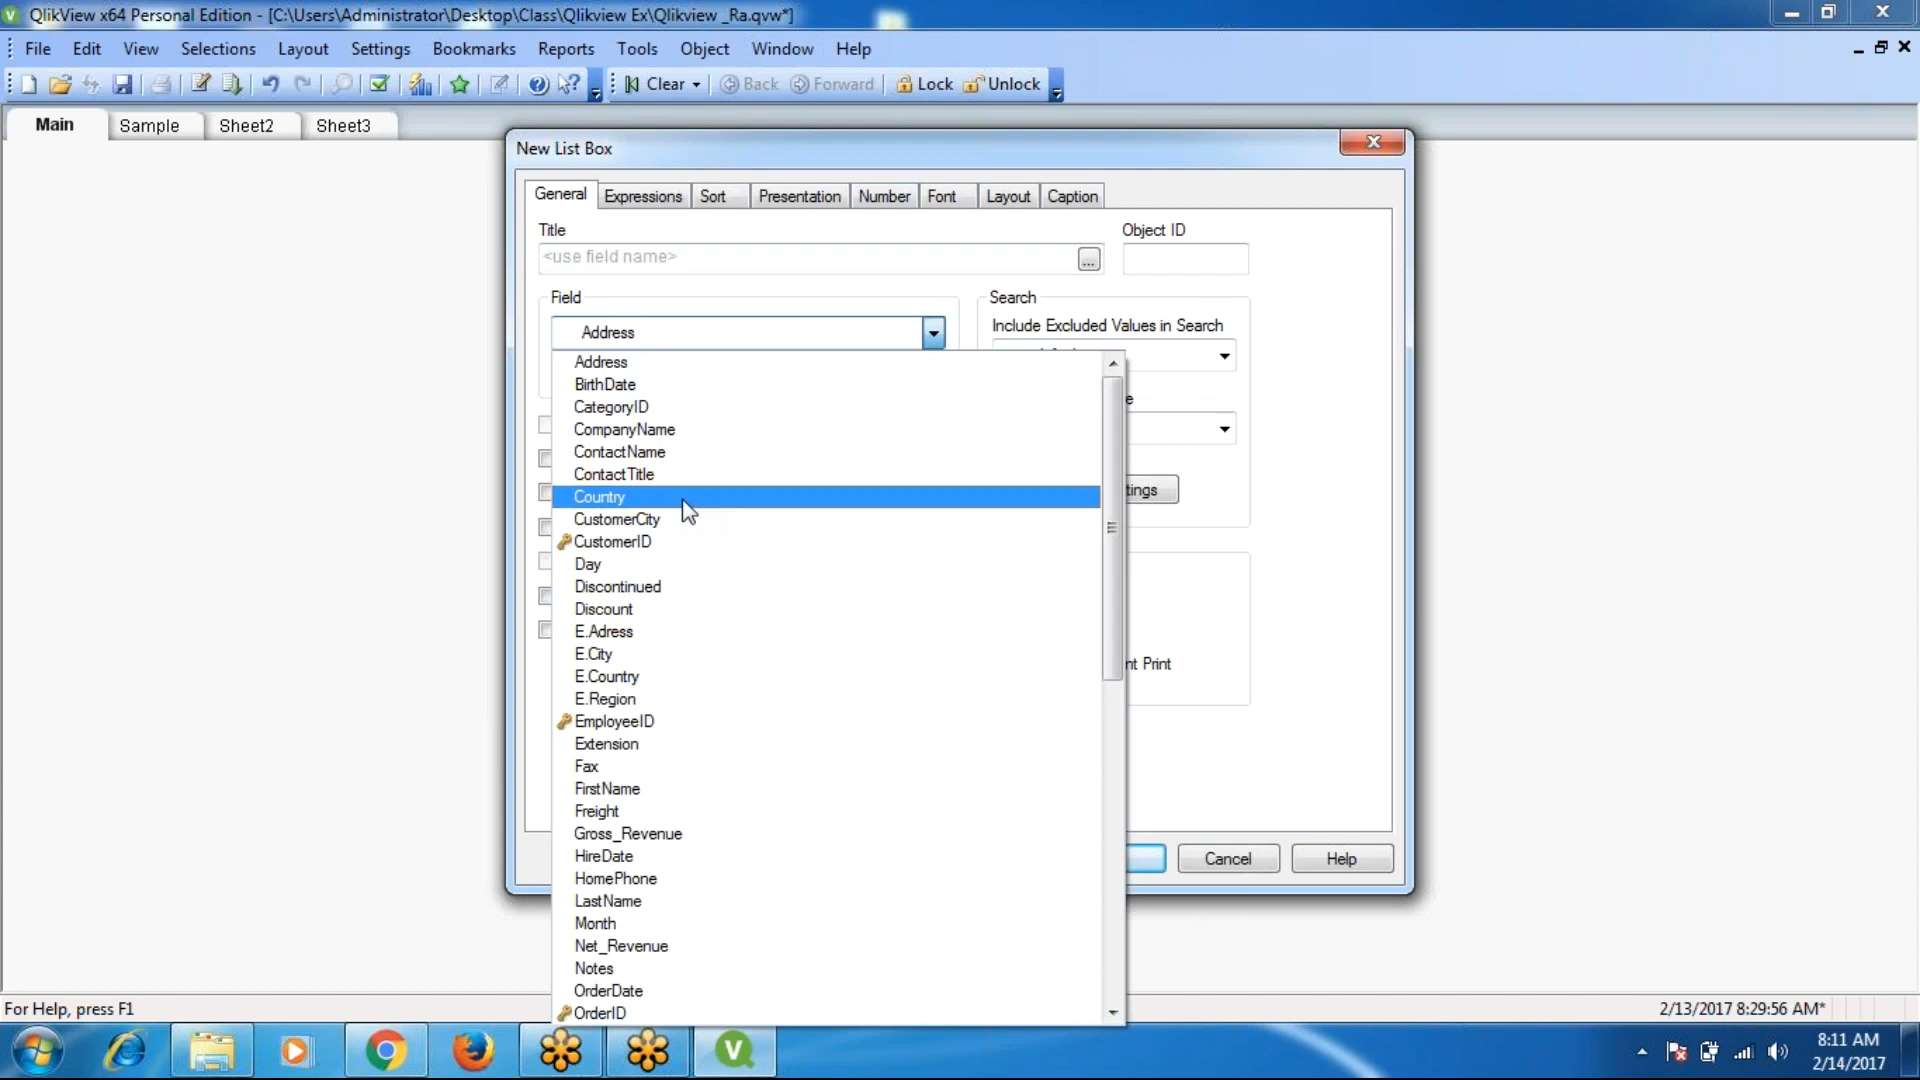 QlikView x64 Personal Edition - [C:\Users\Administrator\Desktop\Class\Qlikview Ex\Qlikview _Ra.qvw*]
File Edit View Selections Layout Settings Bookmarks Reports Tools Object Window Help
Clear Back Forward Lock Unlock
Main Sample Sheet2 Sheet3
New List Box
General Expressions Sort Presentation Number Font Layout Caption
Title Object ID
<use field name> ...
Field Search
Include Excluded Values in Search
Address
Address
BirthDate
CategoryID
CompanyName
ContactName
ContactTitle
Country
CustomerCity
CustomerID
Day
Discontinued
Discount
E.Adress
E.City
E.Country
E.Region
EmployeeID
Extension
Fax
FirstName
Freight
Gross_Revenue
HireDate
HomePhone
LastName
Month
Net_Revenue
Notes
OrderDate
OrderID
e
tings
nt Print
Cancel Help
For Help, press F1 2/13/2017 8:29:56 AM*
8:11 AM
2/14/2017